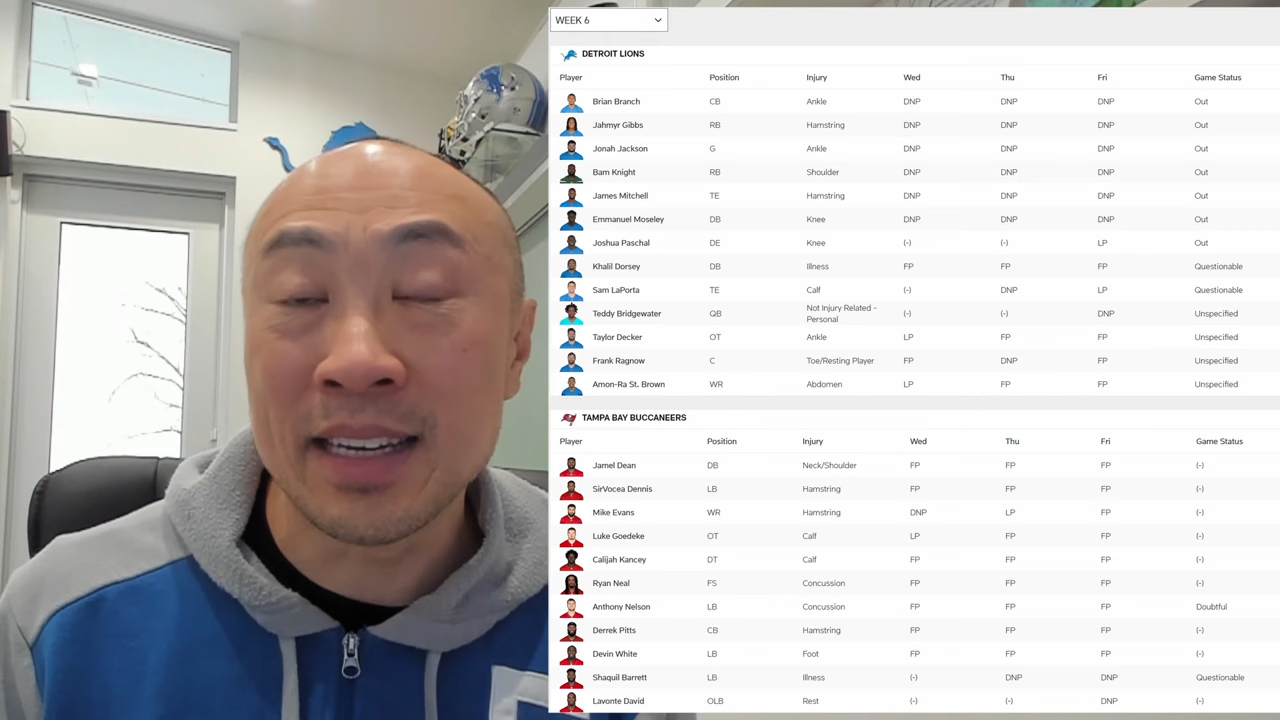 WEEK 6
DETROIT LIONS
Player Position Injury Wed Thu Fri Game Status
Brian Branch CB Ankle DNP DNP DNP Out
Jahmyr Gibbs RB Hamstring DNP DNP DNP Out
Jonah Jackson G Ankle DNP DNP DNP Out
Bam Knight RB Shoulder DNP DNP DNP Out
James Mitchell TE Hamstring DNP DNP DNP Out
Emmanuel Moseley DB Knee DNP DNP DNP Out
Joshua Paschal DE Knee (-) (-) LP Out
Khalil Dorsey DB Illness FP FP FP Questionable
Sam LaPorta TE Calf (-) DNP LP Questionable
Teddy Bridgewater QB Not Injury Related - Personal (-) (-) DNP Unspecified
Taylor Decker OT Ankle LP FP FP Unspecified
Frank Ragnow C Toe/Resting Player FP DNP FP Unspecified
Amon-Ra St. Brown WR Abdomen LP FP FP Unspecified
TAMPA BAY BUCCANEERS
Player Position Injury Wed Thu Fri Game Status
Jamel Dean DB Neck/Shoulder FP FP FP (-)
SirVocea Dennis LB Hamstring FP FP FP (-)
Mike Evans WR Hamstring DNP LP FP (-)
Luke Goedeke OT Calf LP FP FP (-)
Calijah Kancey DT Calf FP FP FP (-)
Ryan Neal FS Concussion FP FP FP (-)
Anthony Nelson LB Concussion FP FP FP Doubtful
Derrek Pitts CB Hamstring FP FP FP (-)
Devin White LB Foot FP FP FP (-)
Shaquil Barrett LB Illness (-) DNP DNP Questionable
Lavonte David OLB Rest (-) (-) DNP (-)